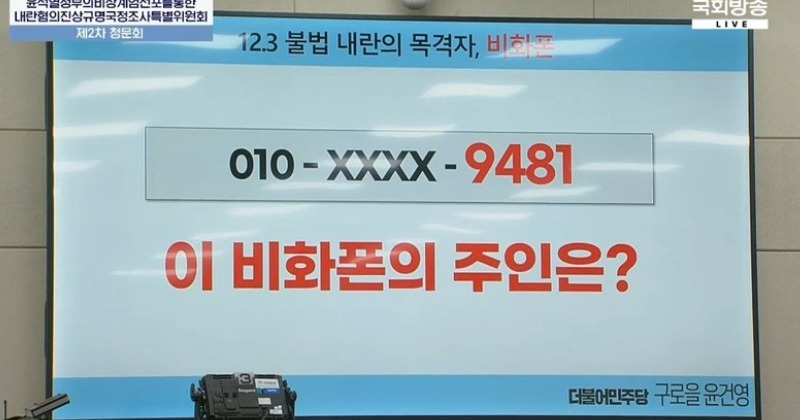 윤석열정부의비상계엄선포를통한
내란혐의진상규명국정조사특별위원회
제2차 청문회
국회방송
LIVE
12.3 불법 내란의 목격자, 비화폰
010 - XXXX - 9481
이 비화폰의 주인은?
3
더불어민주당 구로을 윤건영